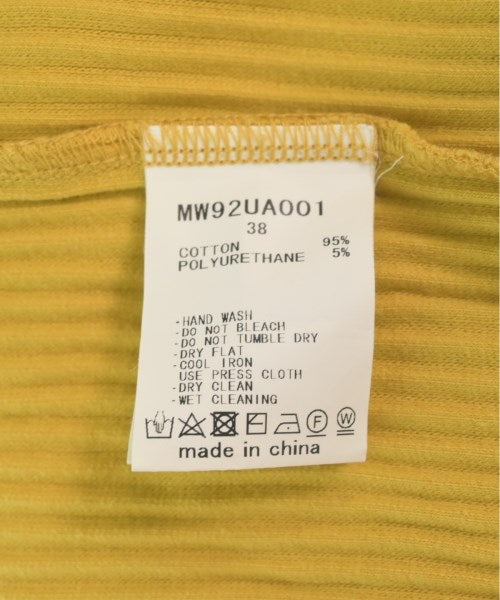 MW92UA001
38
COTTON 95%
POLYURETHANE 5%
-HAND WASH
-DO NOT BLEACH
-DO NOT TUMBLE DRY
-DRY FLAT
-COOL IRON
USE PRESS CLOTH
-DRY CLEAN
-WET CLEANING
F W
made in china